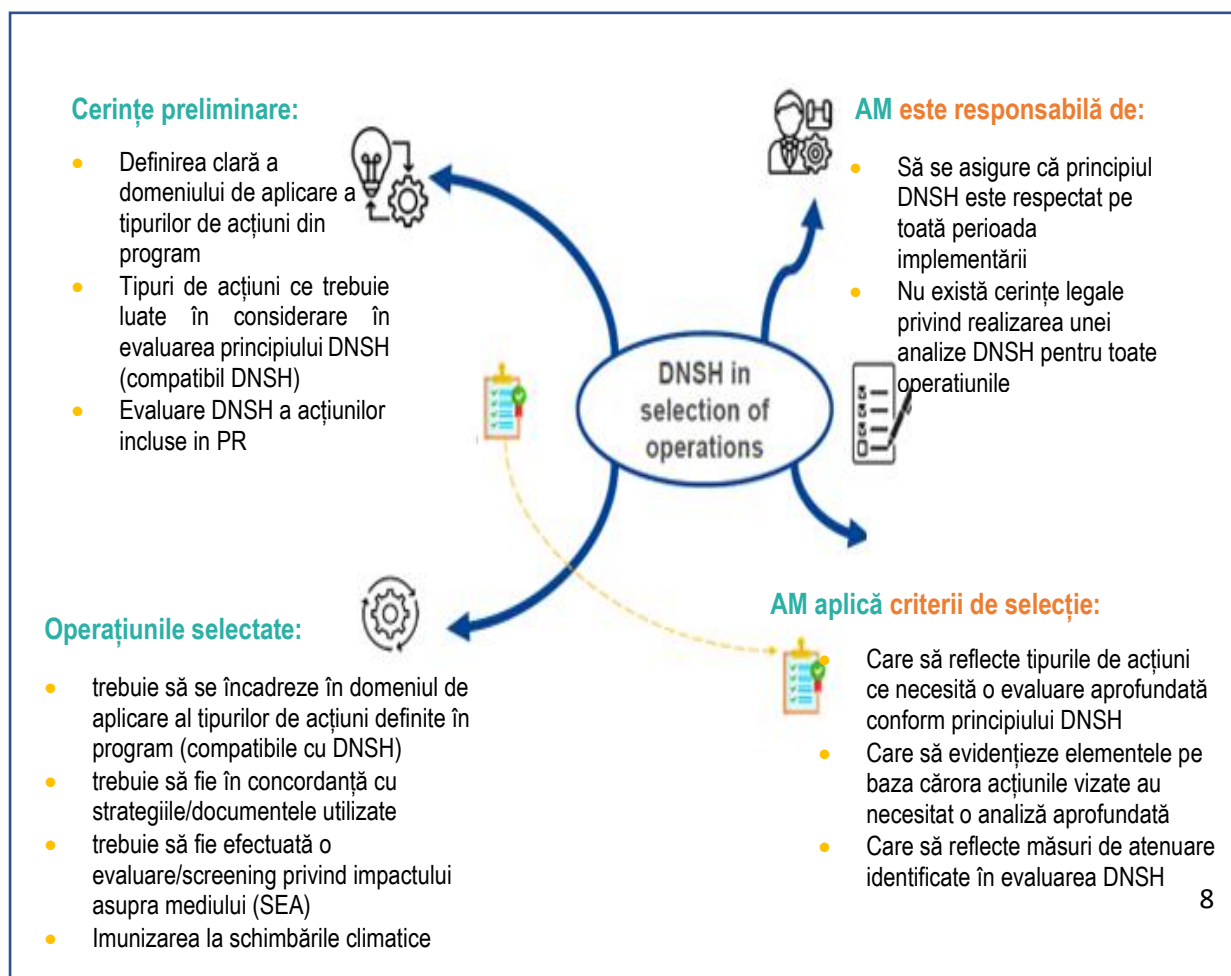 Cerințe preliminare:
• Definirea clară a
domeniului de aplicare a
tipurilor de acțiuni din
program
• Tipuri de acțiuni ce trebuie
luate în considerare în
evaluarea principiului DNSH
(compatibil DNSH)
• Evaluare DNSH a acțiunilor
incluse in PR
AM este responsabilă de:
• Să se asigure că principiul
DNSH este respectat pe
toată perioada
implementării
• Nu există cerințe legale
privind realizarea unei
analize DNSH pentru toate
operatiunile
DNSH in
selection of
operations
Operațiunile selectate:
• trebuie să se încadreze în domeniul de
aplicare al tipurilor de acțiuni definite în
program (compatibile cu DNSH)
• trebuie să fie în concordanță cu
strategiile/documentele utilizate
• trebuie să fie efectuată o
evaluare/screening privind impactului
asupra mediului (SEA)
• Imunizarea la schimbările climatice
AM aplică criterii de selecție:
• Care să reflecte tipurile de acțiuni
ce necesită o evaluare aprofundată
conform principiului DNSH
• Care să evidențieze elementele pe
baza cărora acțiunile vizate au
necesitat o analiză aprofundată
• Care să reflecte măsuri de atenuare
identificate în evaluarea DNSH
8